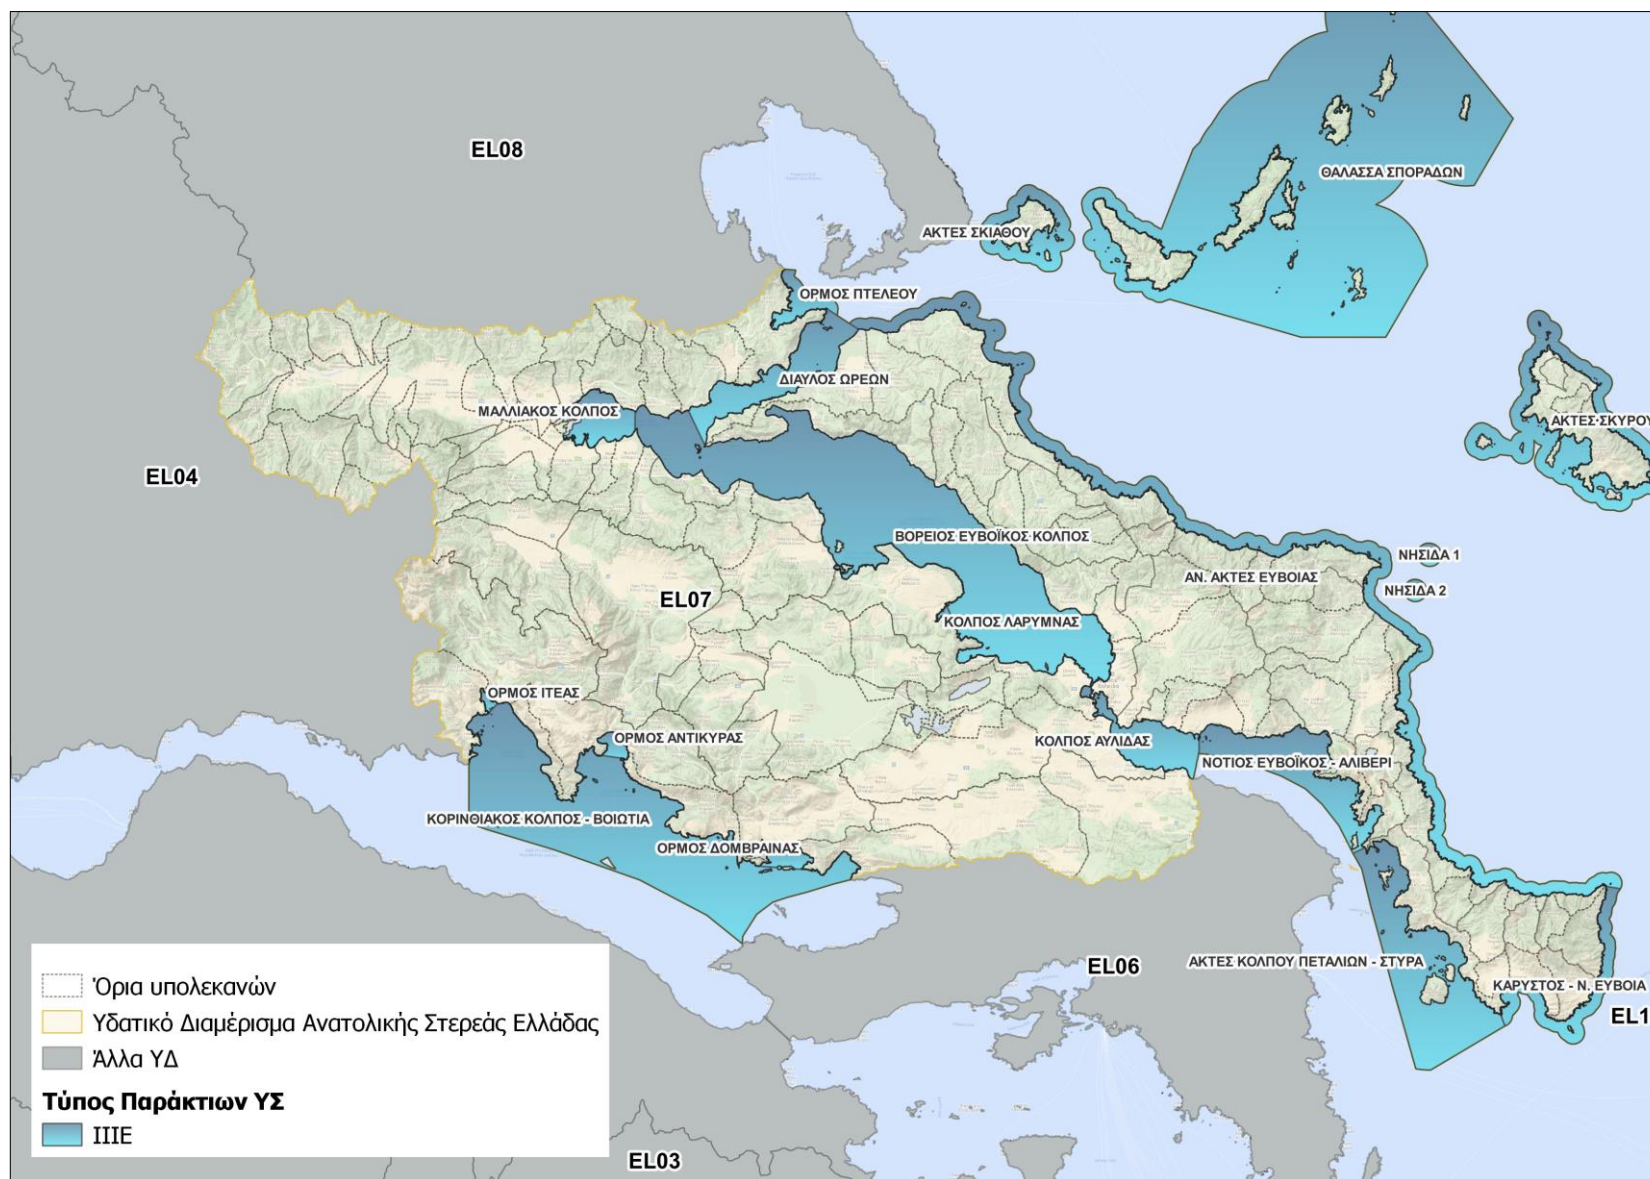 EL08
ΘΑΛΑΣΣΑ ΣΠΟΡΑΔΩΝ
ΑΚΤΕΣ ΣΚΙΑΘΟΥ
ΟΡΜΟΣ ΠΤΕΛΕΟΥ
ΔΙΑΥΛΟΣ ΩΡΕΩΝ
ΜΑΛΛΙΑΚΟΣ ΚΟΛΠΟΣ
ΑΚΤΕΣ ΣΚΥΡΟΥ
EL04
ΒΟΡΕΙΟΣ ΕΥΒΟΪΚΟΣ ΚΟΛΠΟΣ
ΝΗΣΙΔΑ 1
ΑΝ. ΑΚΤΕΣ ΕΥΒΟΙΑΣ
ΝΗΣΙΔΑ 2
EL07
ΚΟΛΠΟΣ ΛΑΡΥΜΝΑΣ
ΟΡΜΟΣ ΙΤΕΑΣ
ΟΡΜΟΣ ΑΝΤΙΚΥΡΑΣ
ΚΟΛΠΟΣ ΑΥΛΙΔΑΣ
ΝΟΤΙΟΣ ΕΥΒΟΪΚΟΣ - ΑΛΙΒΕΡΙ
ΚΟΡΙΝΘΙΑΚΟΣ ΚΟΛΠΟΣ - ΒΟΙΩΤΙΑ
ΟΡΜΟΣ ΔΟΜΒΡΑΙΝΑΣ
ΑΚΤΕΣ ΚΟΛΠΟΥ ΠΕΤΑΛΙΩΝ - ΣΤΥΡΑ
EL06
ΚΑΡΥΣΤΟΣ - Ν. ΕΥΒΟΙΑ
EL1
Όρια υπολεκανών
Υδατικό Διαμέρισμα Ανατολικής Στερεάς Ελλάδας
Άλλα ΥΔ
Τύπος Παράκτιων ΥΣ
ΙΙΙΕ
EL03